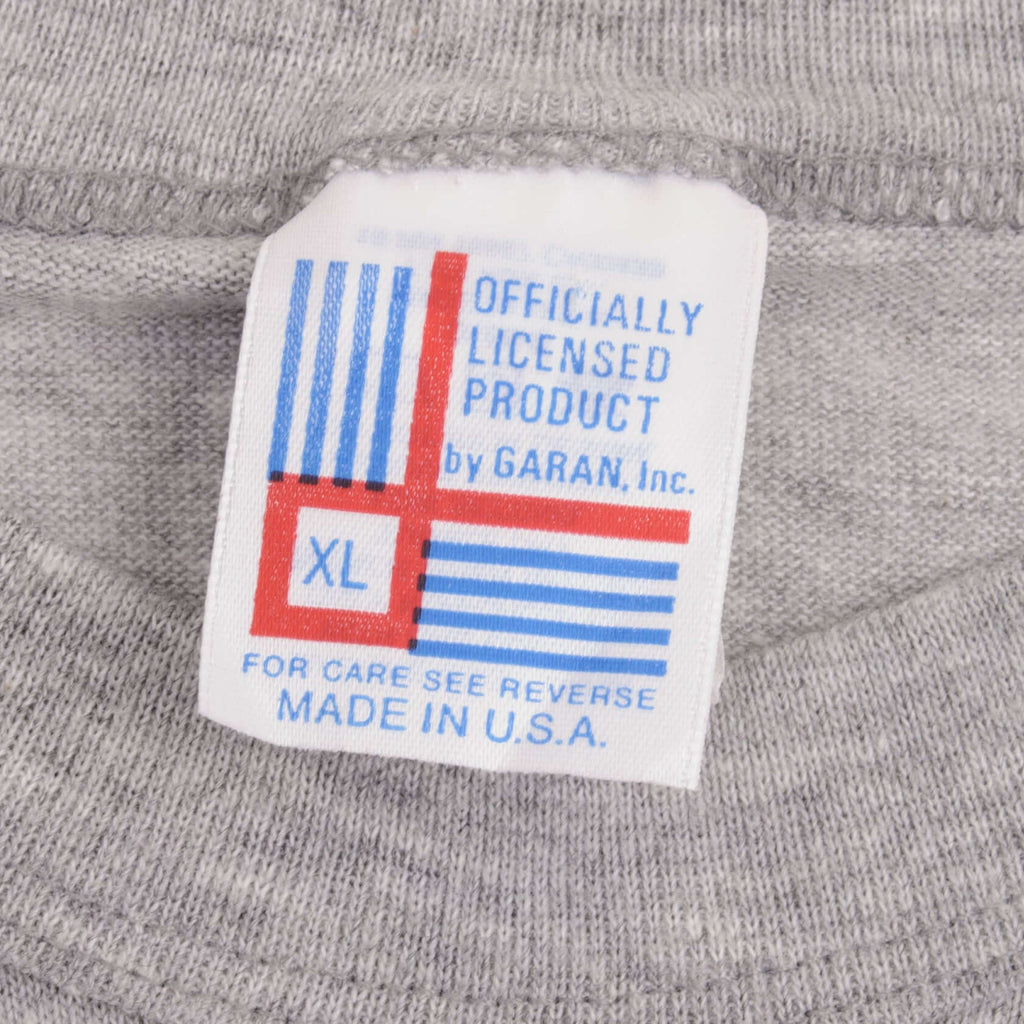 OFFICIALLY
LICENSED
PRODUCT
by GARAN, Inc.
XL
FOR CARE SEE REVERSE
MADE IN U.S.A.